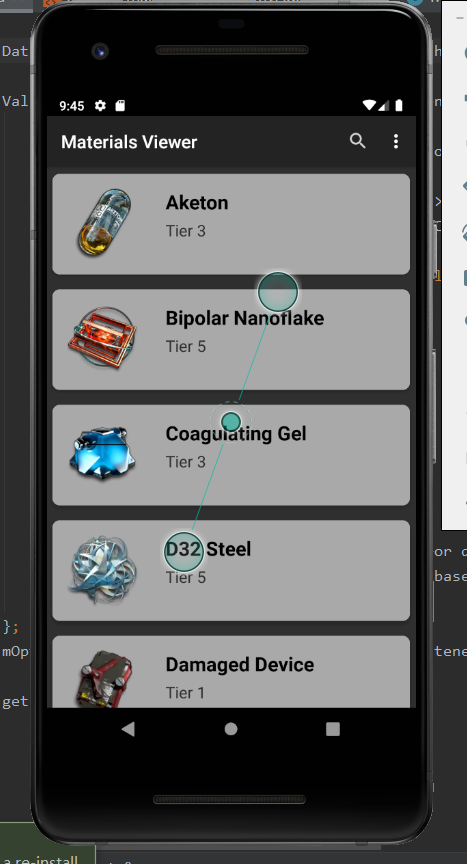 Dat
Val
9:45
Materials Viewer
Aketon
Tier 3
Bipolar Nanoflake
Tier 5
Coagulating Gel
Tier 3
D32 Steel
Tier 5
or
base
};
mOp
tene
Damaged Device
Tier 1
get
a re-install